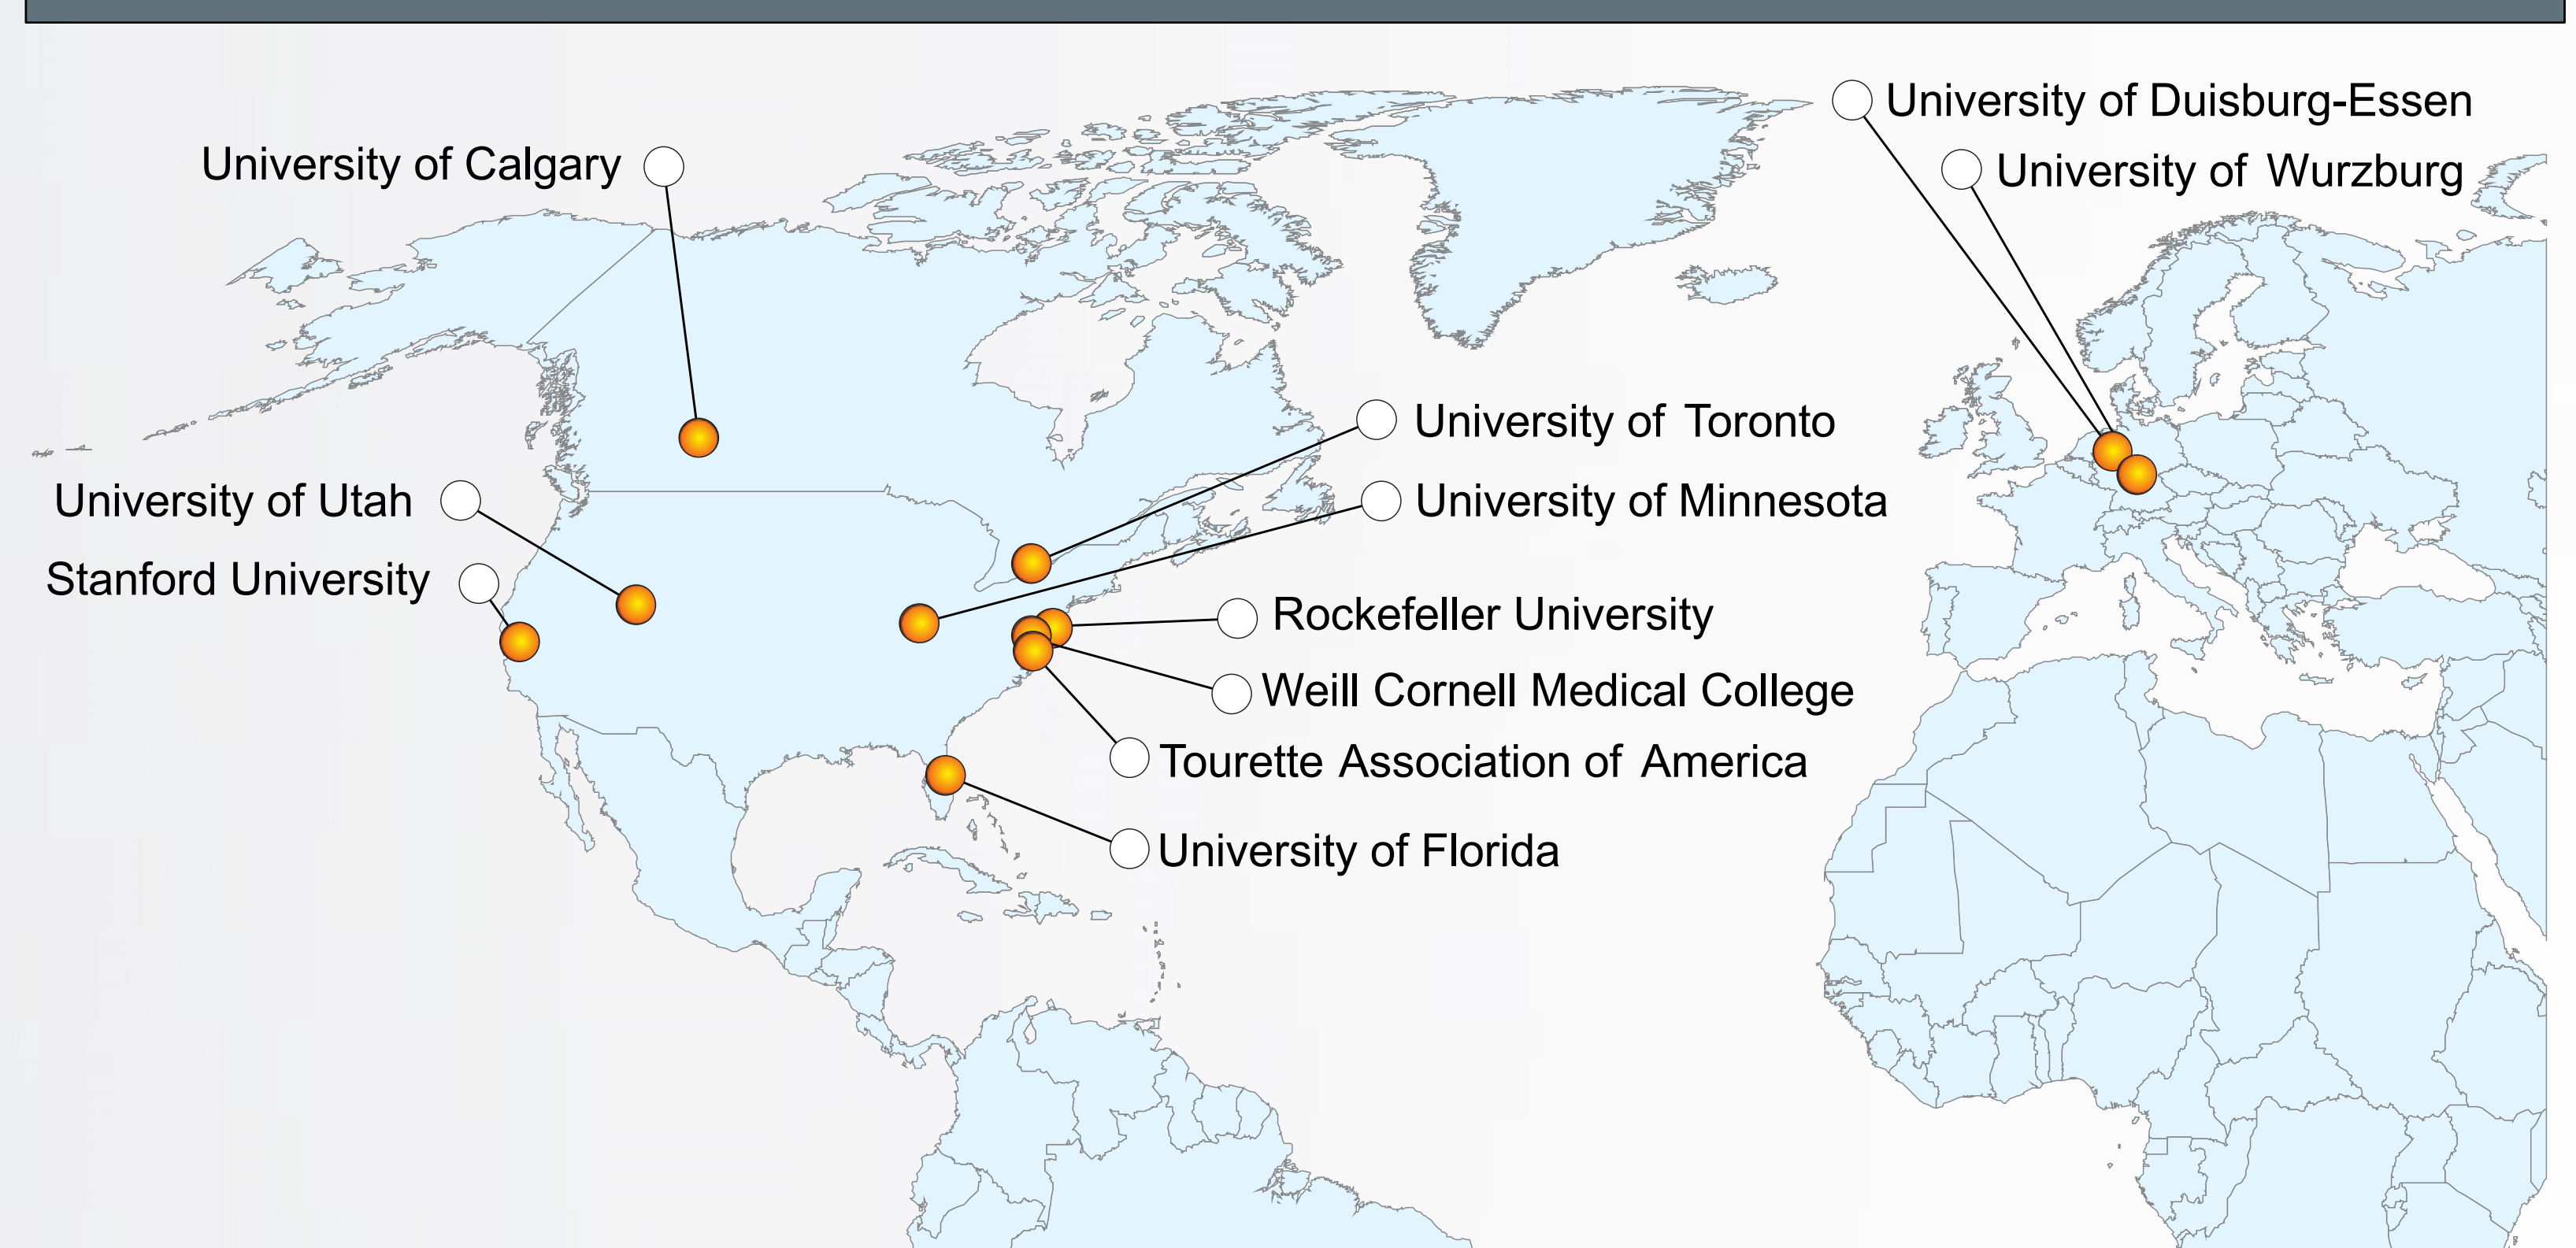 University of Duisburg-Essen
University of Calgary
University of Wurzburg
University of Toronto
University of Utah
University of Minnesota
Stanford University
Rockefeller University
Weill Cornell Medical College
Tourette Association of America
University of Florida